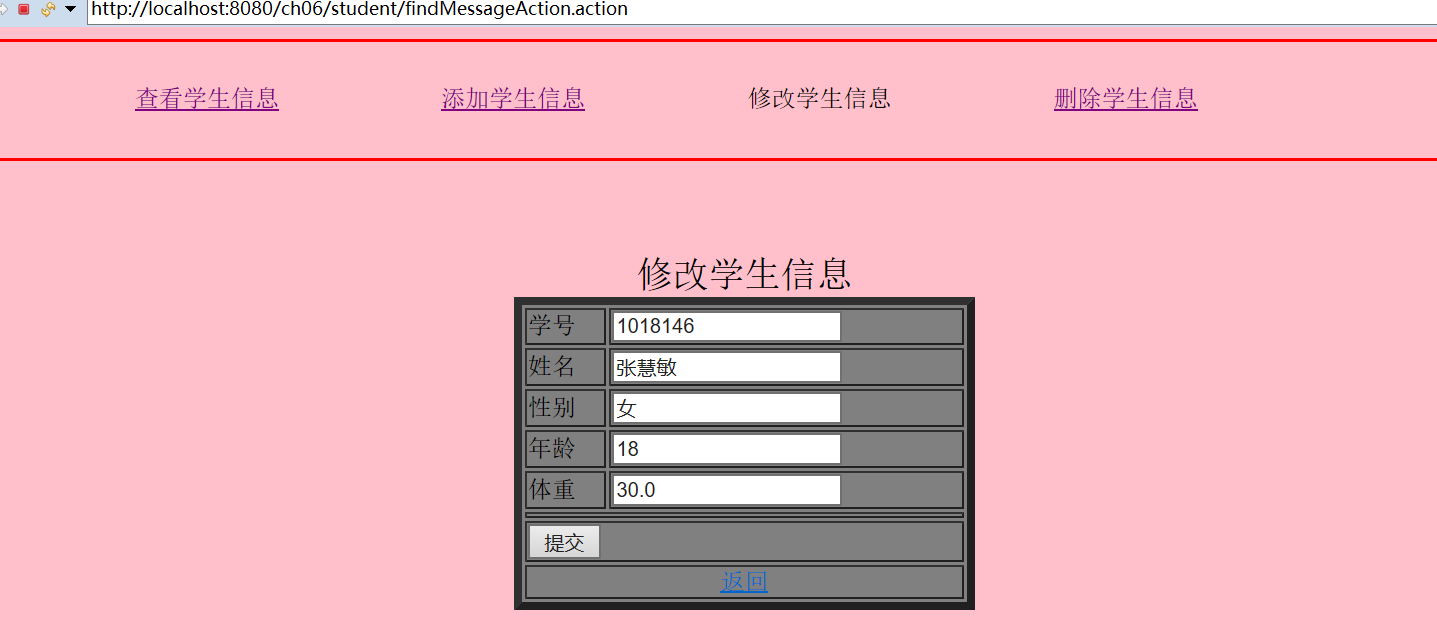 http://localhost:8080/ch06/student/findMessageAction.action
查看学生信息 添加学生信息 修改学生信息 删除学生信息
修改学生信息
学号 1018146
姓名 张慧敏
性别 女
年龄 18
体重 30.0
提交
返回